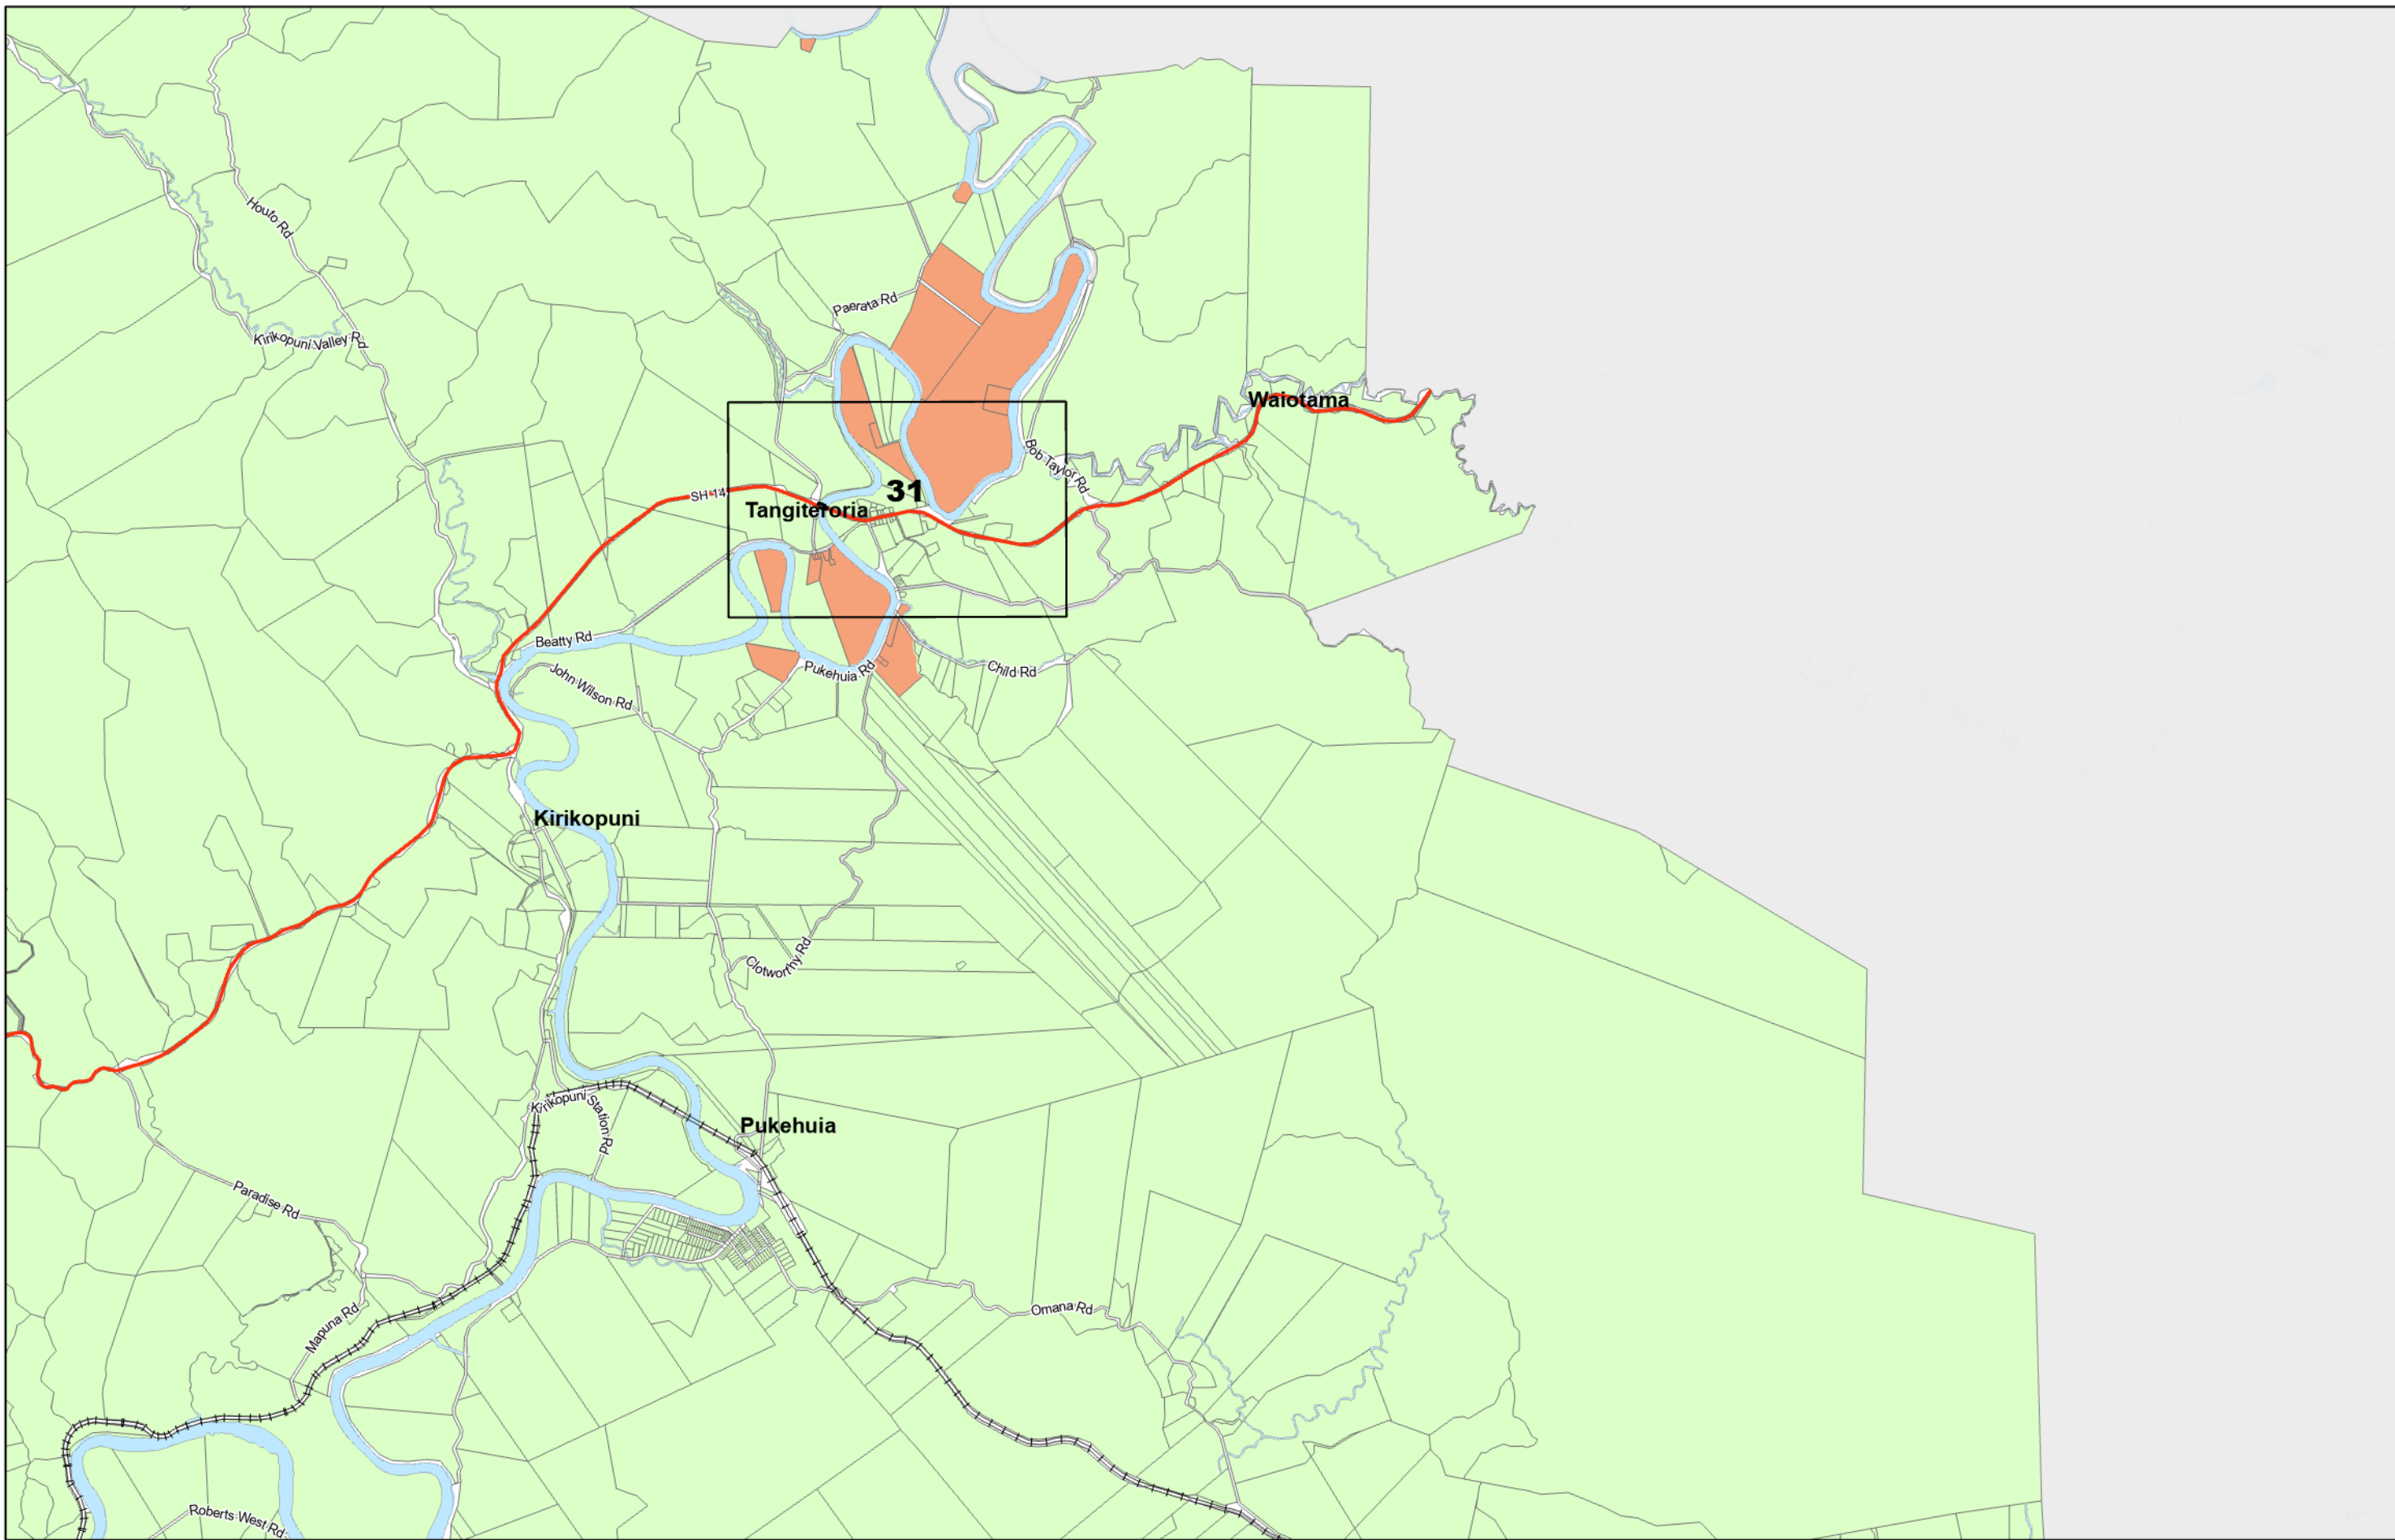 Houto Rd
Kirikopuni Valley Rd
Paerata Rd
Waiotama
Bob Taylor Rd
SH 14
31
Tangiteroria
Beatty Rd
John Wilson Rd
Pukehuia Rd
Child Rd
Kirikopuni
Clotworthy Rd
Kirikopuni Station Rd
Pukehuia
Paradise Rd
Mapuna Rd
Omana Rd
Roberts West Rd